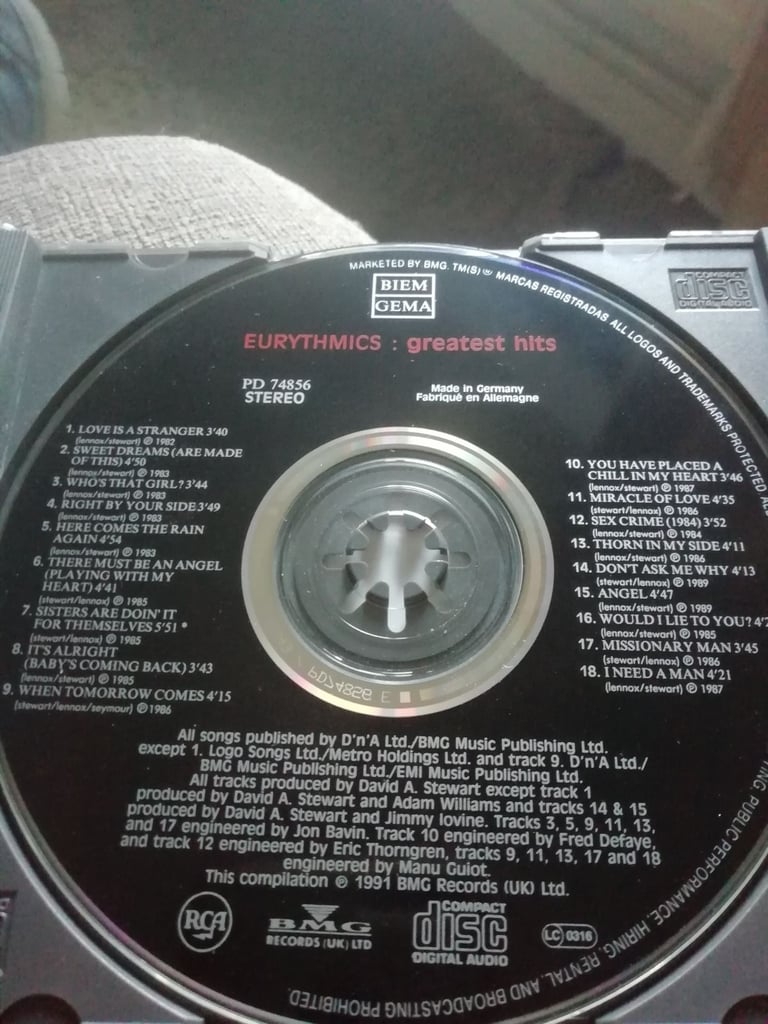 MARKETED BY BMG. TM(S) ® MARCAS REGISTRADAS ALL LOGOS AND TRADEMARKS PROTECTED
BIEM
GEMA
COMPACT
disc
DIGITAL AUDIO
EURYTHMICS : greatest hits
PD 74856
STEREO
Made in Germany
Fabriqué en Allemagne
1. LOVE IS A STRANGER 3'40
(lennox/stewart) ℗ 1982
2. SWEET DREAMS (ARE MADE
OF THIS) 4'50
(lennox/stewart) ℗ 1983
3. WHO'S THAT GIRL? 3'44
(lennox/stewart) ℗ 1983
4. RIGHT BY YOUR SIDE 3'49
(lennox/stewart) ℗ 1983
5. HERE COMES THE RAIN
AGAIN 4'54
(lennox/stewart) ℗ 1983
6. THERE MUST BE AN ANGEL
(PLAYING WITH MY
HEART) 4'41
(stewart/lennox) ℗ 1985
7. SISTERS ARE DOIN' IT
FOR THEMSELVES 5'51 *
(stewart/lennox) ℗ 1985
8. IT'S ALRIGHT
(BABY'S COMING BACK) 3'43
(stewart/lennox) ℗ 1985
9. WHEN TOMORROW COMES 4'15
(stewart/lennox/seymour) ℗ 1986
10. YOU HAVE PLACED A
CHILL IN MY HEART 3'46
(lennox/stewart) ℗ 1987
11. MIRACLE OF LOVE 4'35
(lennox/stewart) ℗ 1986
12. SEX CRIME (1984) 3'52
(lennox/stewart) ℗ 1984
13. THORN IN MY SIDE 4'11
(lennox/stewart) ℗ 1986
14. DON'T ASK ME WHY 4'13
(stewart/lennox) ℗ 1989
15. ANGEL 4'47
(lennox/stewart) ℗ 1989
16. WOULD I LIE TO YOU?
(lennox/stewart) ℗ 1985
17. MISSIONARY MAN 3'45
(stewart/lennox) ℗ 1986
18. I NEED A MAN 4'21
(lennox/stewart) ℗ 1987
PD74856 E
All songs published by D'n'A Ltd./BMG Music Publishing Ltd.
except 1. Logo Songs Ltd./Metro Holdings Ltd. and track 9. D'n'A Ltd./
BMG Music Publishing Ltd./EMI Music Publishing Ltd.
All tracks produced by David A. Stewart except track 1
produced by David A. Stewart and Adam Williams and tracks 14 & 15
produced by David A. Stewart and Jimmy Iovine. Tracks 3, 5, 9, 11, 13,
and 17 engineered by Jon Bavin. Track 10 engineered by Fred Defaye,
and track 12 engineered by Eric Thorngren, tracks 9, 11, 13, 17 and 18
engineered by Manu Guiot.
This compilation ℗ 1991 BMG Records (UK) Ltd.
RCA
BMG
RECORDS (UK) LTD
COMPACT
disc
DIGITAL AUDIO
LC 0316
PUBLIC PERFORMANCE, HIRING, RENTAL, AND BROADCASTING PROHIBITED.